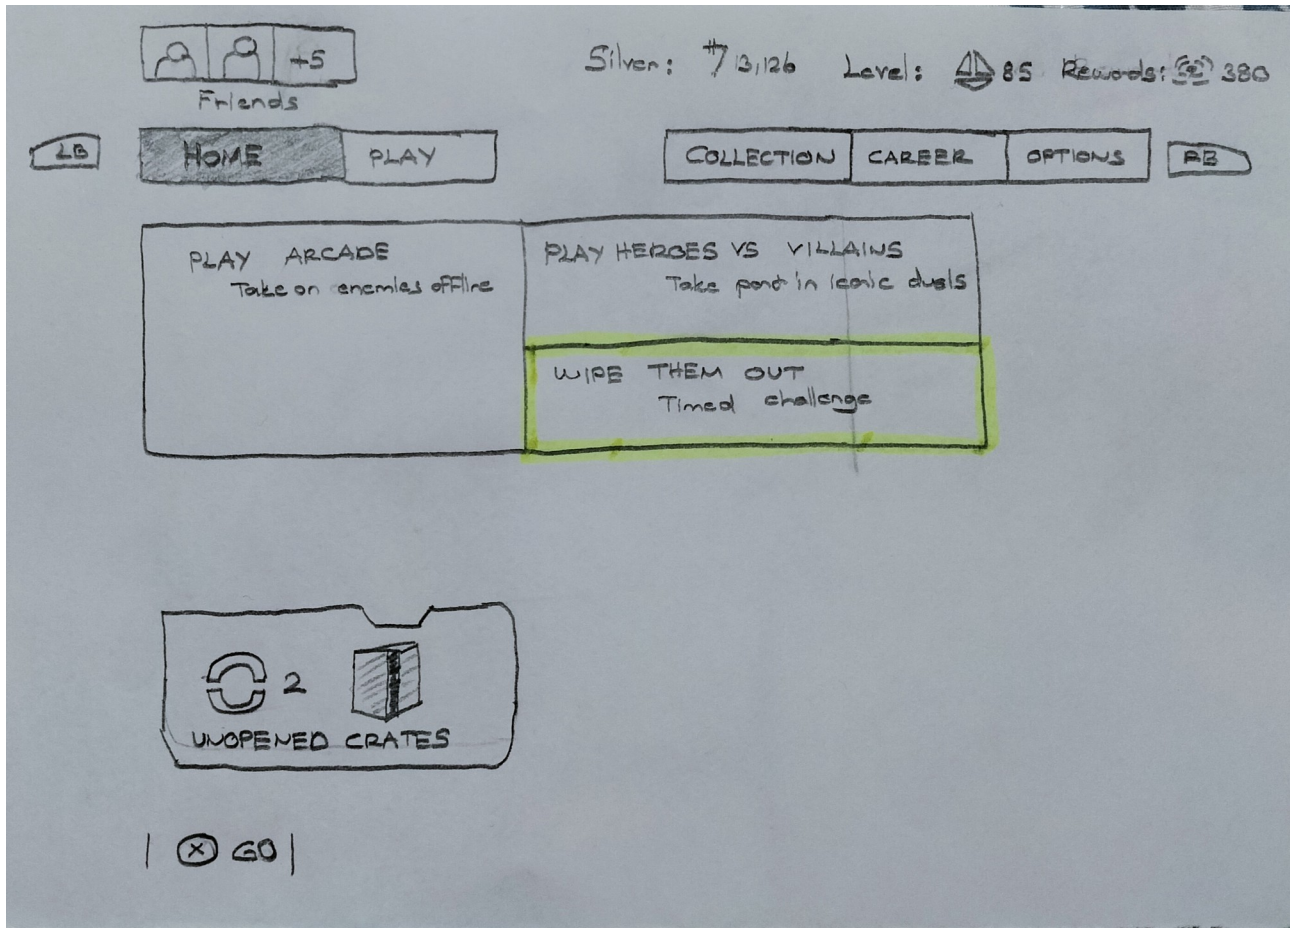 +5
Friends
Silver: 13,126 Level: 85 Rewards: 380
LB HOME PLAY COLLECTION CAREER OPTIONS RB
PLAY ARCADE
Take on enemies offline
PLAY HEROES VS VILLAINS
Take part in iconic duels
WIPE THEM OUT
Timed challenge
2
UNOPENED CRATES
X GO